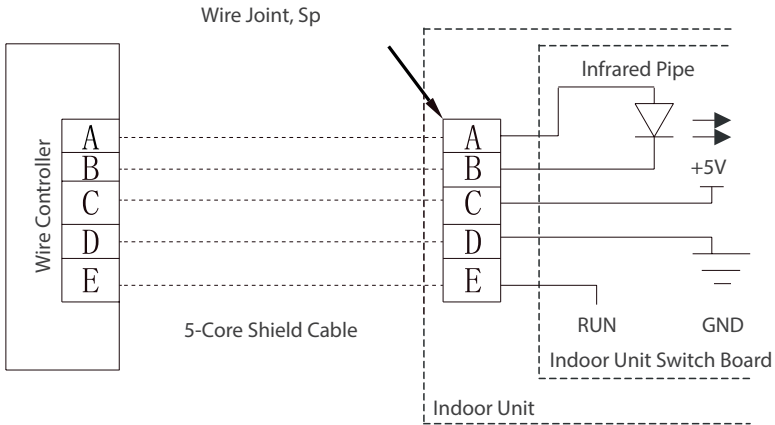 Wire Joint, Sp
Infrared Pipe
A
B
C
D
E
Wire Controller
A
B
C
D
E
+5V
5-Core Shield Cable
RUN
GND
Indoor Unit Switch Board
Indoor Unit